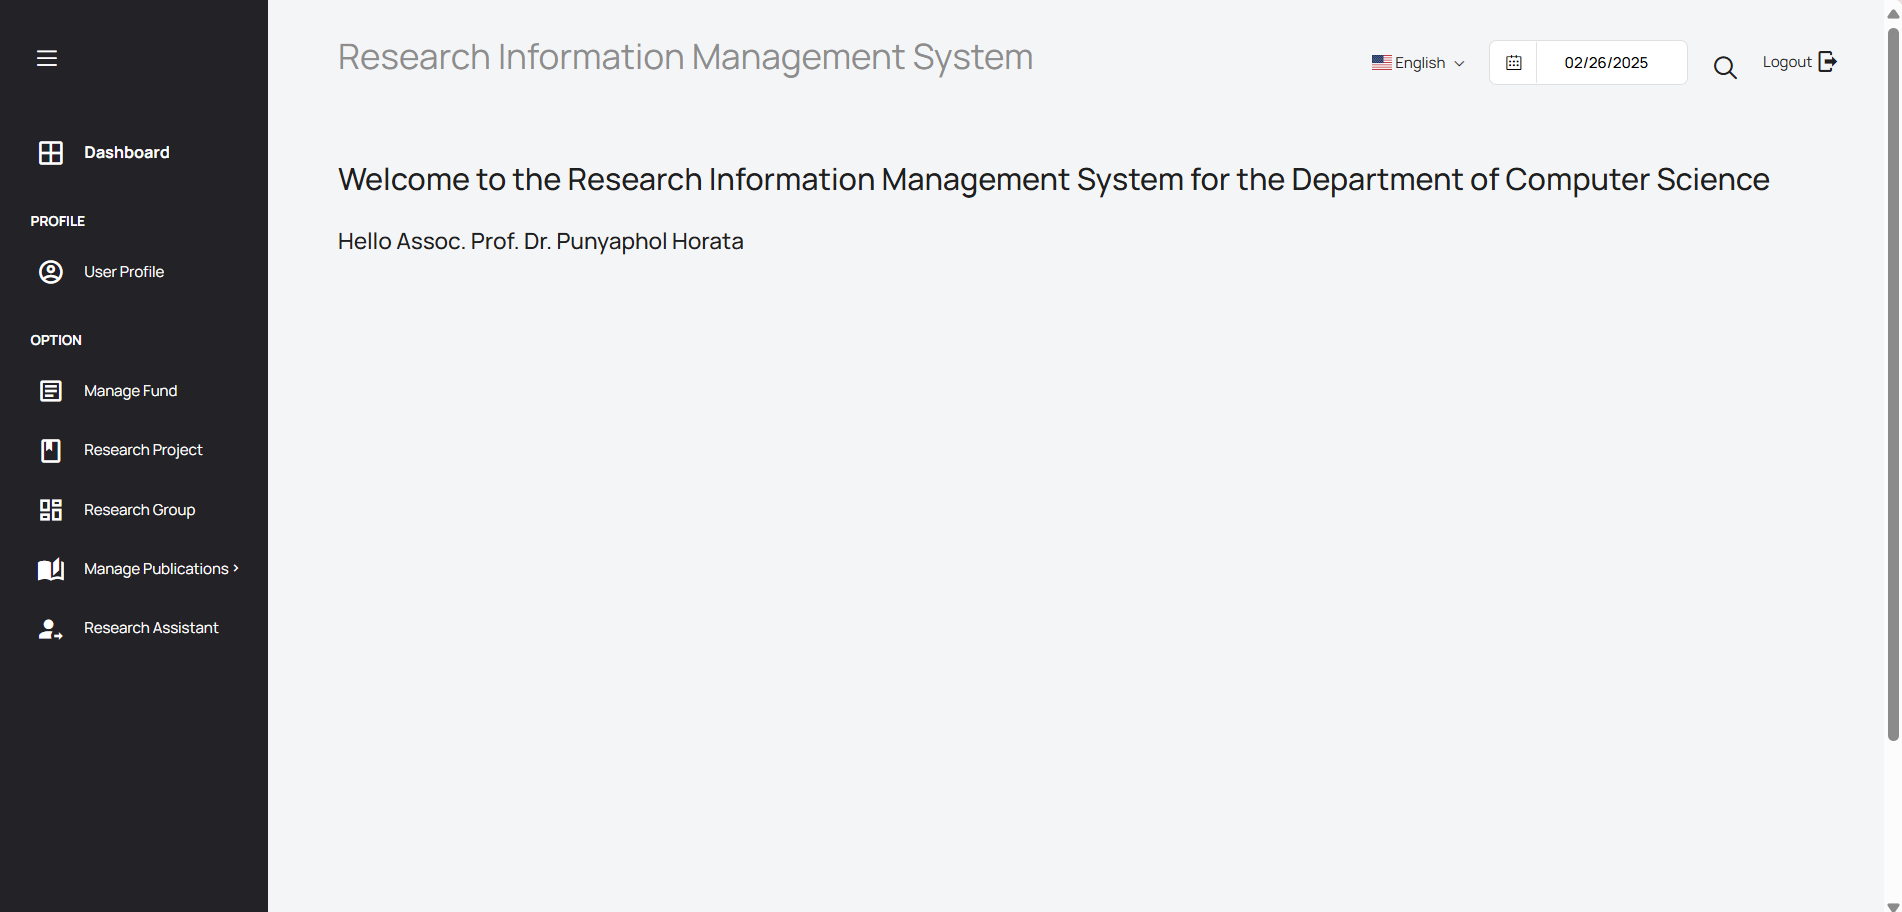 Research Information Management System
English
02/26/2025
Logout
Dashboard
PROFILE
User Profile
OPTION
Manage Fund
Research Project
Research Group
Manage Publications
Research Assistant
Welcome to the Research Information Management System for the Department of Computer Science
Hello Assoc. Prof. Dr. Punyaphol Horata